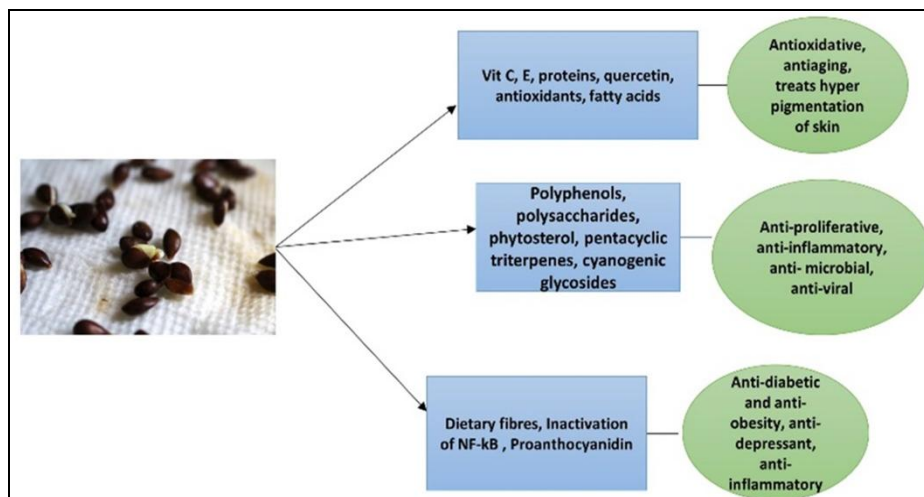 Vit C, E, proteins, quercetin,
antioxidants, fatty acids
Antioxidative,
antiaging,
treats hyper
pigmentation
of skin
Polyphenols,
polysaccharides,
phytosterol, pentacyclic
triterpenes, cyanogenic
glycosides
Anti-proliferative,
anti-inflammatory,
anti- microbial,
anti-viral
Dietary fibres, Inactivation
of NF-kB , Proanthocyanidin
Anti-diabetic
and anti-
obesity, anti-
depressant,
anti-
inflammatory